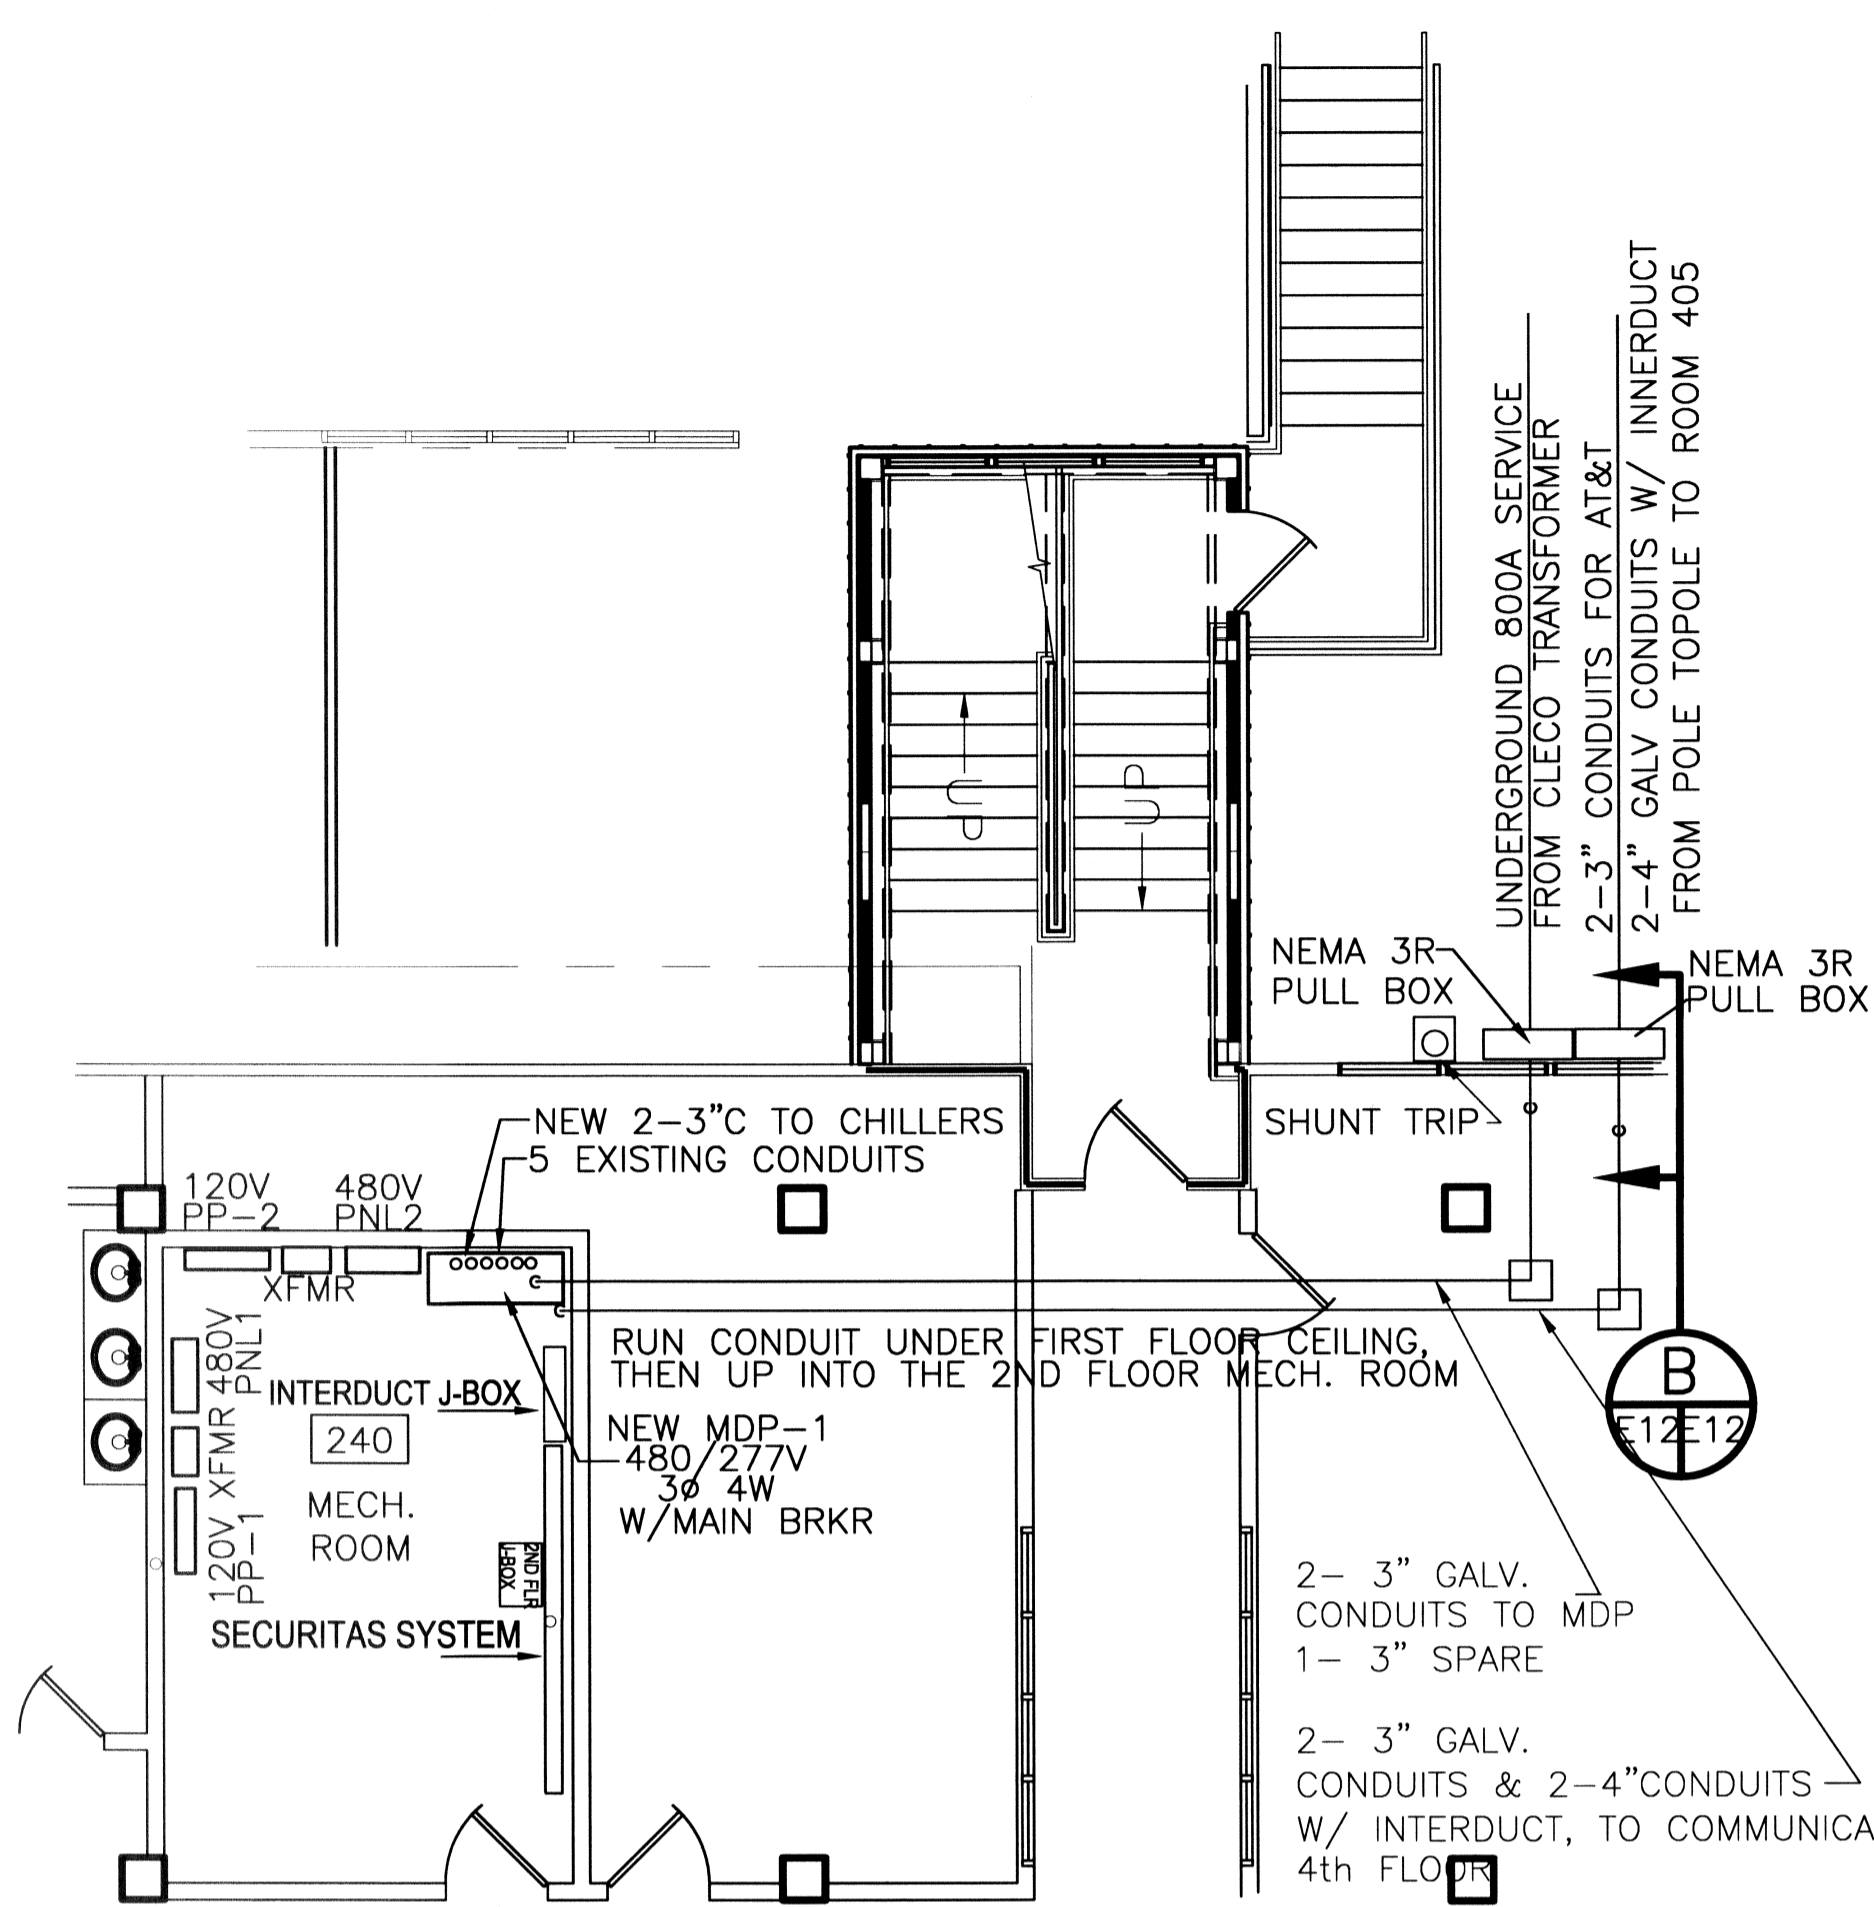 UNDERGROUND 800A SERVICE
FROM CLECO TRANSFORMER
2-3" CONDUITS FOR AT&T
2-4" GALV CONDUITS W/ INNERDUCT
FROM POLE TOPOLE TO ROOM 405
UP
UP
NEMA 3R
PULL BOX
NEMA 3R
PULL BOX
SHUNT TRIP
NEW 2-3"C TO CHILLERS
5 EXISTING CONDUITS
120V
PP-2
480V
PNL2
XFMR
480V
PNL1
XFMR
120V
PP-1
RUN CONDUIT UNDER FIRST FLOOR CEILING,
THEN UP INTO THE 2ND FLOOR MECH. ROOM
INTERDUCT J-BOX
240
MECH.
ROOM
NEW MDP-1
480/277V
3ø 4W
W/MAIN BRKR
2ND FLR
J-BOX
SECURITAS SYSTEM
B
E12
E12
2- 3" GALV.
CONDUITS TO MDP
1- 3" SPARE
2- 3" GALV.
CONDUITS & 2-4"CONDUITS
W/ INTERDUCT, TO COMMUNICA
4th FLOOR